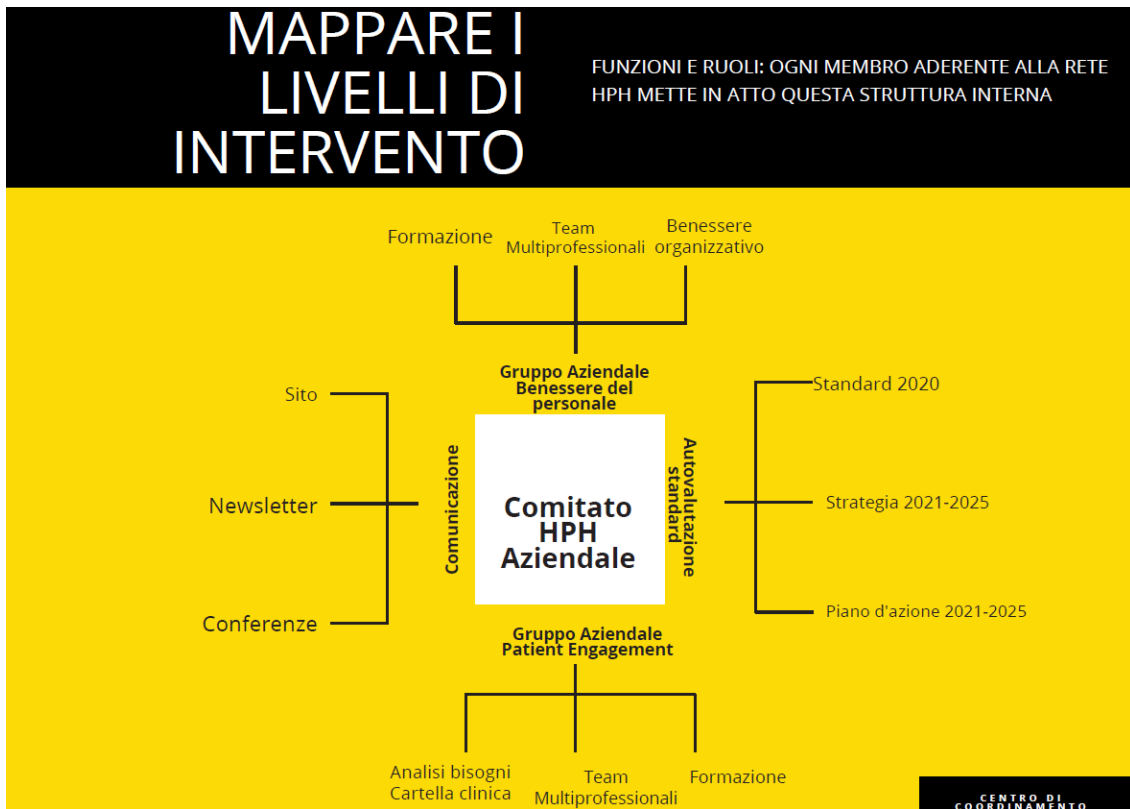 MAPPARE I
LIVELLI DI
INTERVENTO
FUNZIONI E RUOLI: OGNI MEMBRO ADERENTE ALLA RETE
HPH METTE IN ATTO QUESTA STRUTTURA INTERNA
Formazione
Team
Multiprofessionali
Benessere
organizzativo
Gruppo Aziendale
Benessere del
personale
Sito
Newsletter
Conferenze
Comunicazione
Comitato
HPH
Aziendale
Autovalutazione
standard
Standard 2020
Strategia 2021-2025
Piano d'azione 2021-2025
Gruppo Aziendale
Patient Engagement
Analisi bisogni
Cartella clinica
Team
Multiprofessionali
Formazione
CENTRO DI
COORDINAMENTO